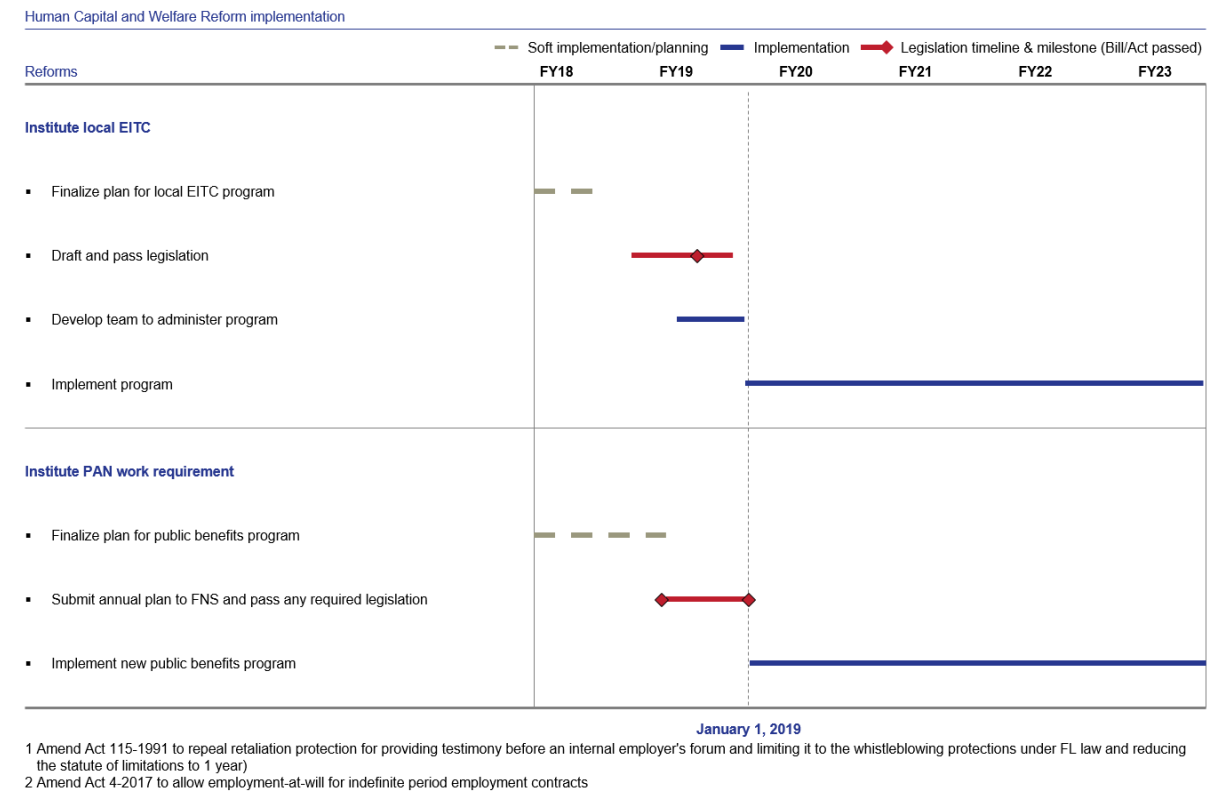 Human Capital and Welfare Reform implementation
Soft implementation/planning Implementation Legislation timeline & milestone (Bill/Act passed)
Reforms FY18 FY19 FY20 FY21 FY22 FY23
Institute local EITC
▪ Finalize plan for local EITC program
▪ Draft and pass legislation
▪ Develop team to administer program
▪ Implement program
Institute PAN work requirement
▪ Finalize plan for public benefits program
▪ Submit annual plan to FNS and pass any required legislation
▪ Implement new public benefits program
January 1, 2019
1 Amend Act 115-1991 to repeal retaliation protection for providing testimony before an internal employer's forum and limiting it to the whistleblowing protections under FL law and reducing
the statute of limitations to 1 year)
2 Amend Act 4-2017 to allow employment-at-will for indefinite period employment contracts